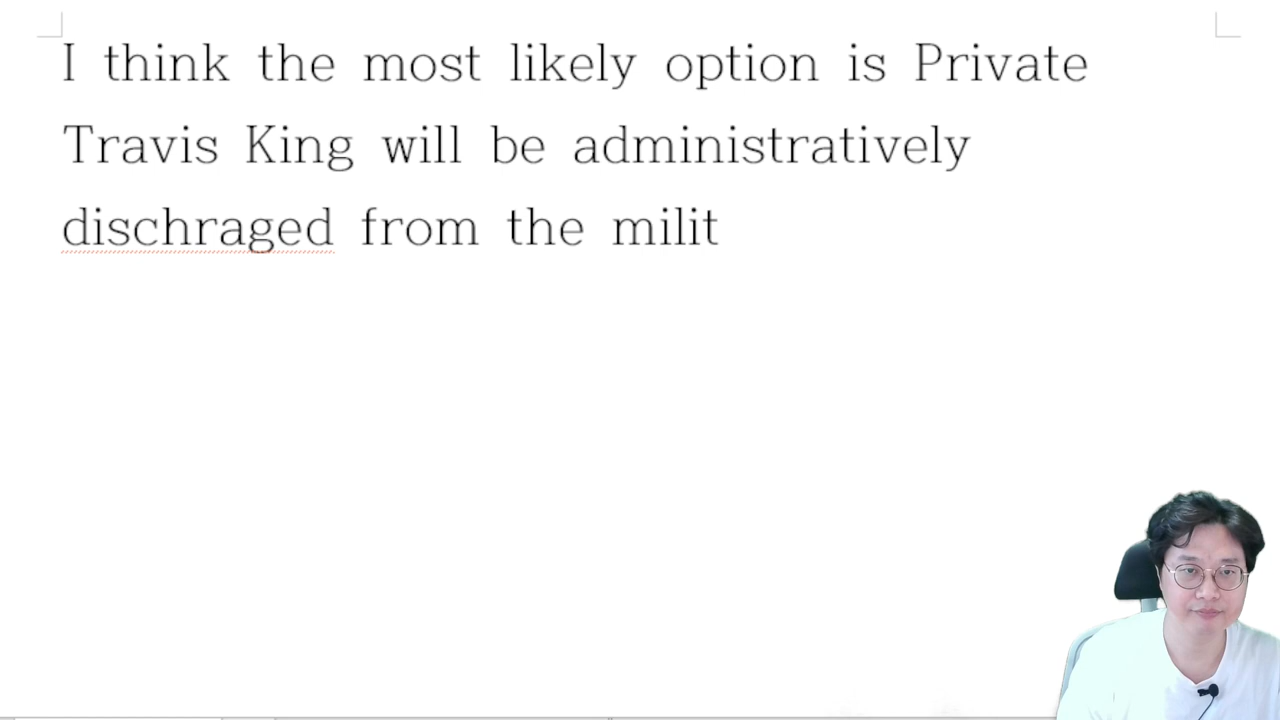 I think the most likely option is Private
Travis King will be administratively
dischraged from the milit